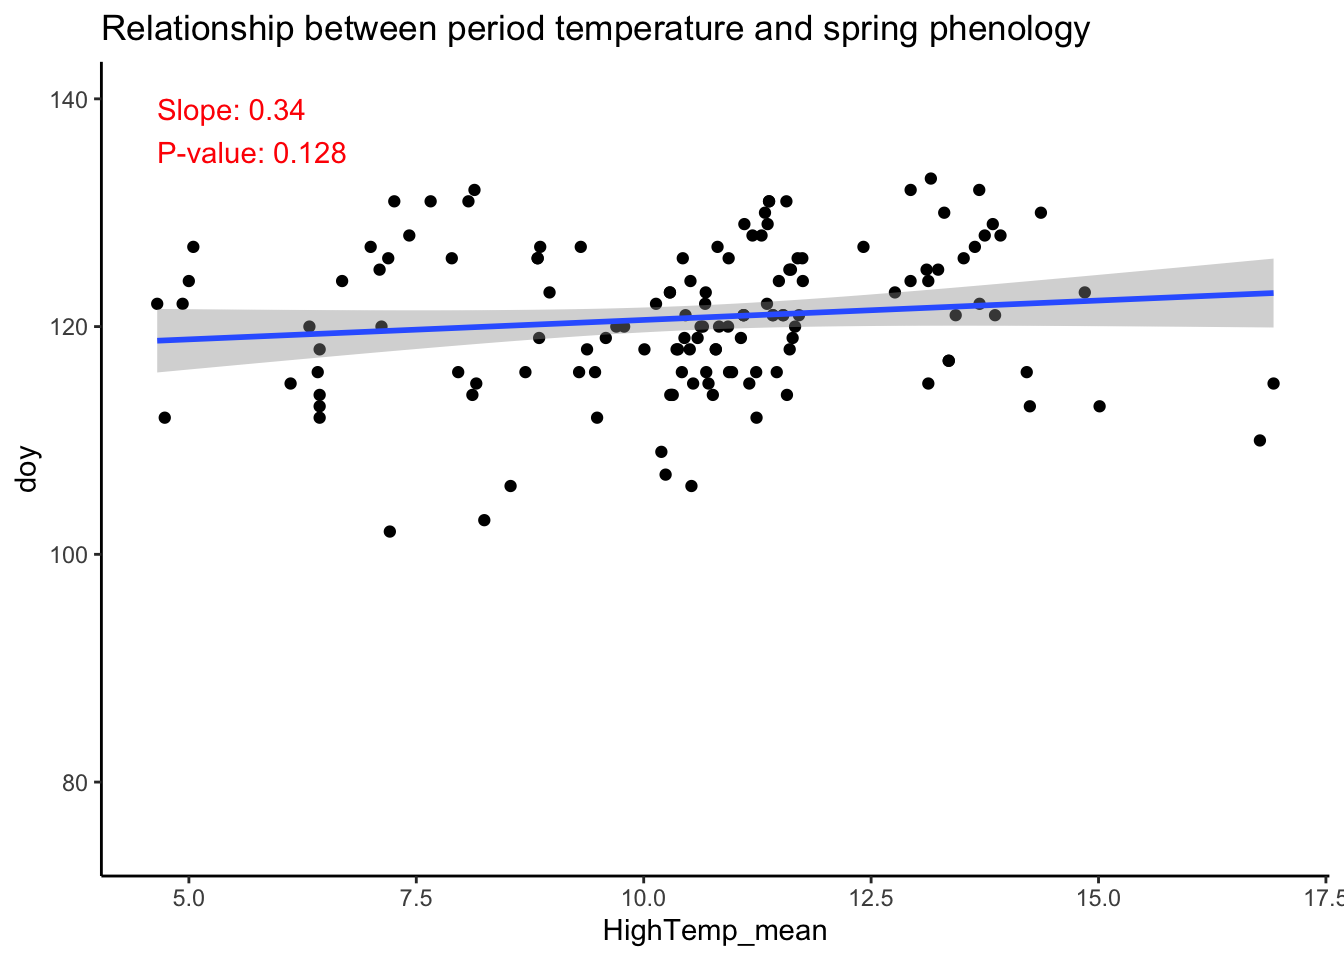 Relationship between period temperature and spring phenology
140
Slope: 0.34
P-value: 0.128
120
doy
100
80
5.0 7.5 10.0 12.5 15.0 17.5
HighTemp_mean